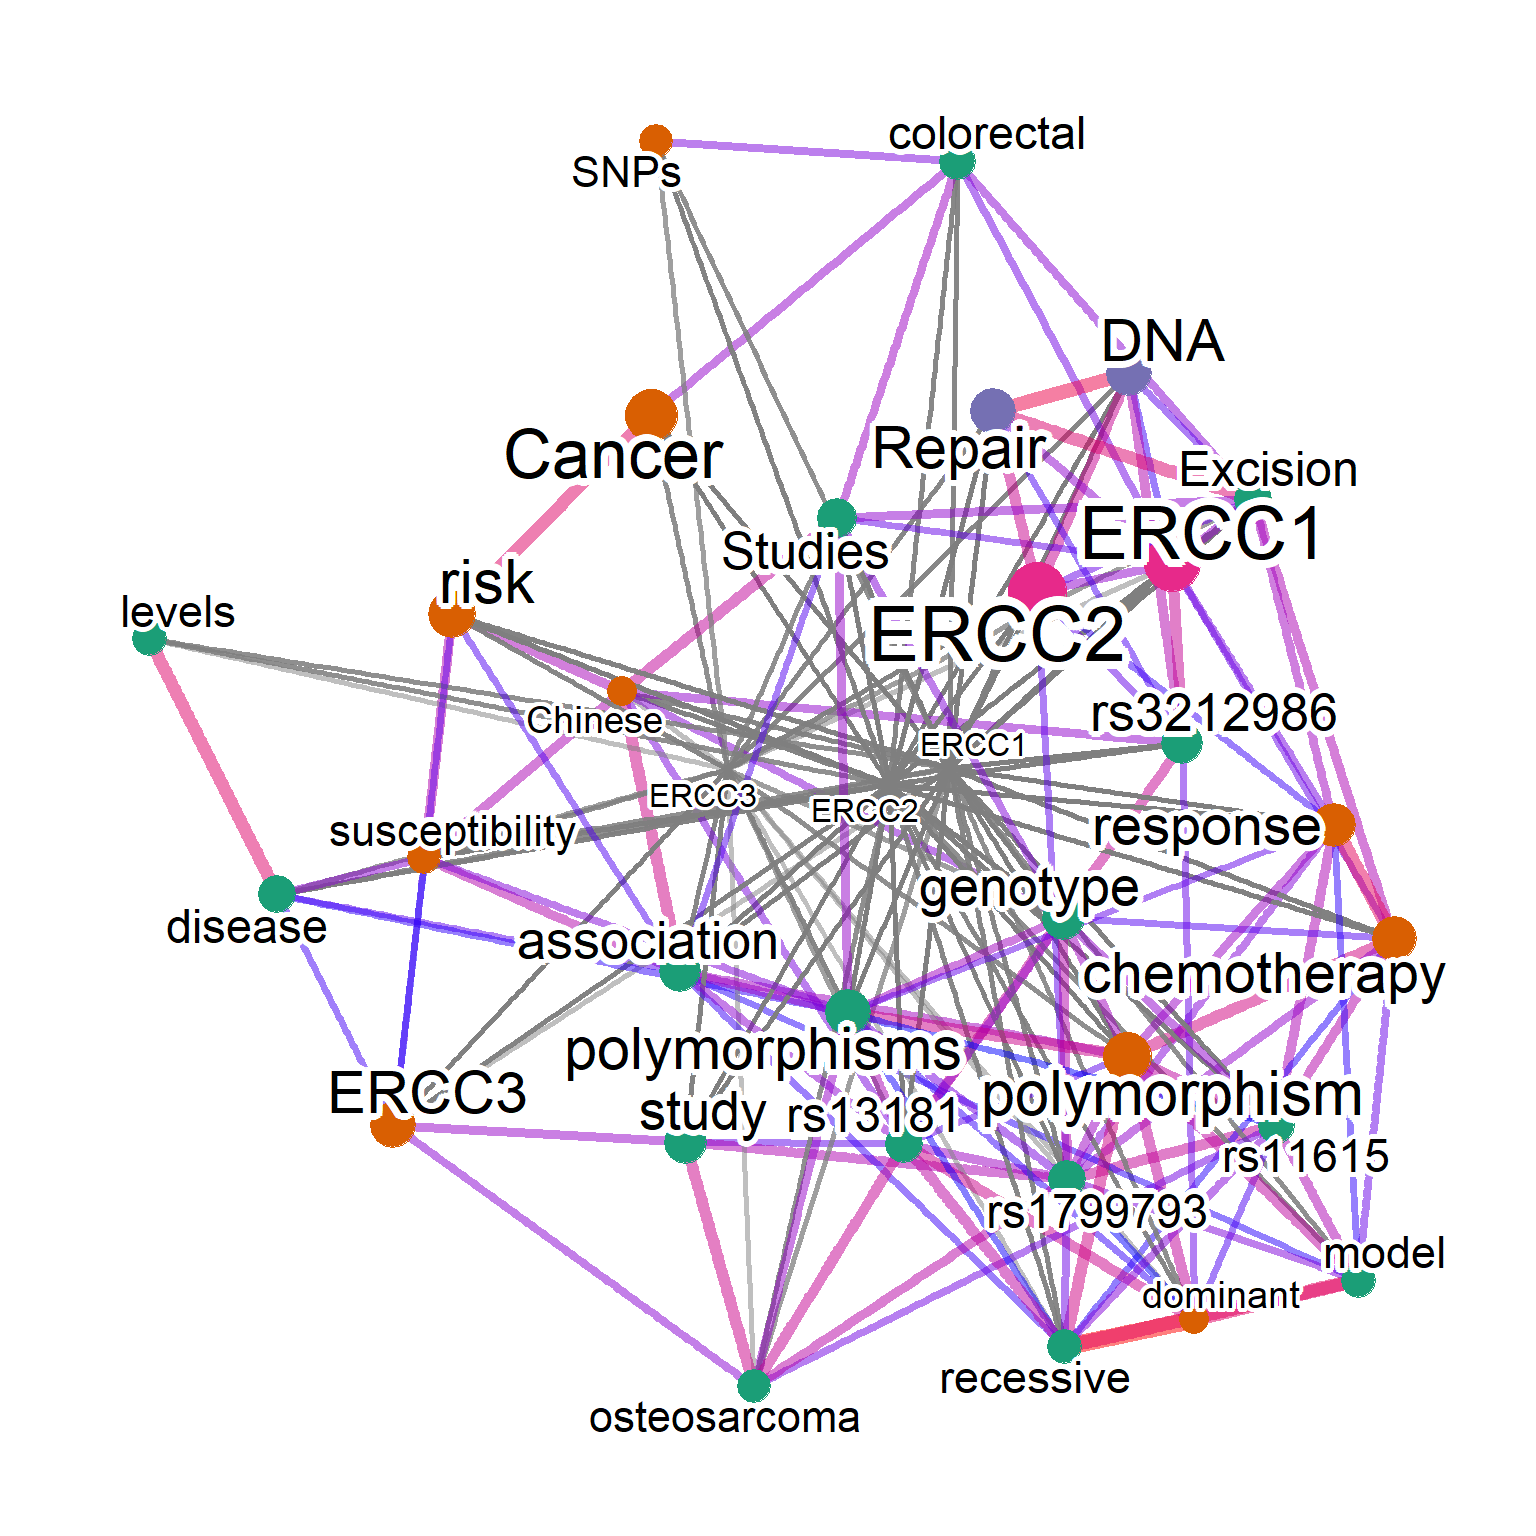 colorectal
SNPs
DNA
Cancer
Repair
Excision
ERCC1
Studies
risk
levels
ERCC2
Chinese
rs3212986
ERCC1
ERCC3
ERCC2
susceptibility
response
genotype
disease
association
chemotherapy
polymorphisms
ERCC3
study
rs13181
polymorphism
rs11615
rs1799793
model
dominant
recessive
osteosarcoma